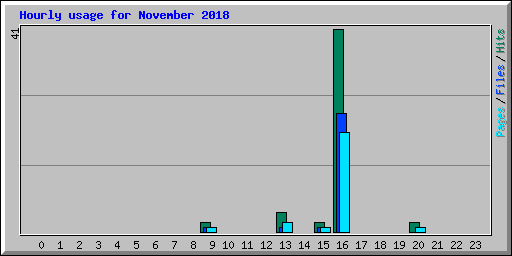 Hourly usage for November 2018
41
Pages/Files/Hits
0 1 2 3 4 5 6 7 8 9 10 11 12 13 14 15 16 17 18 19 20 21 22 23